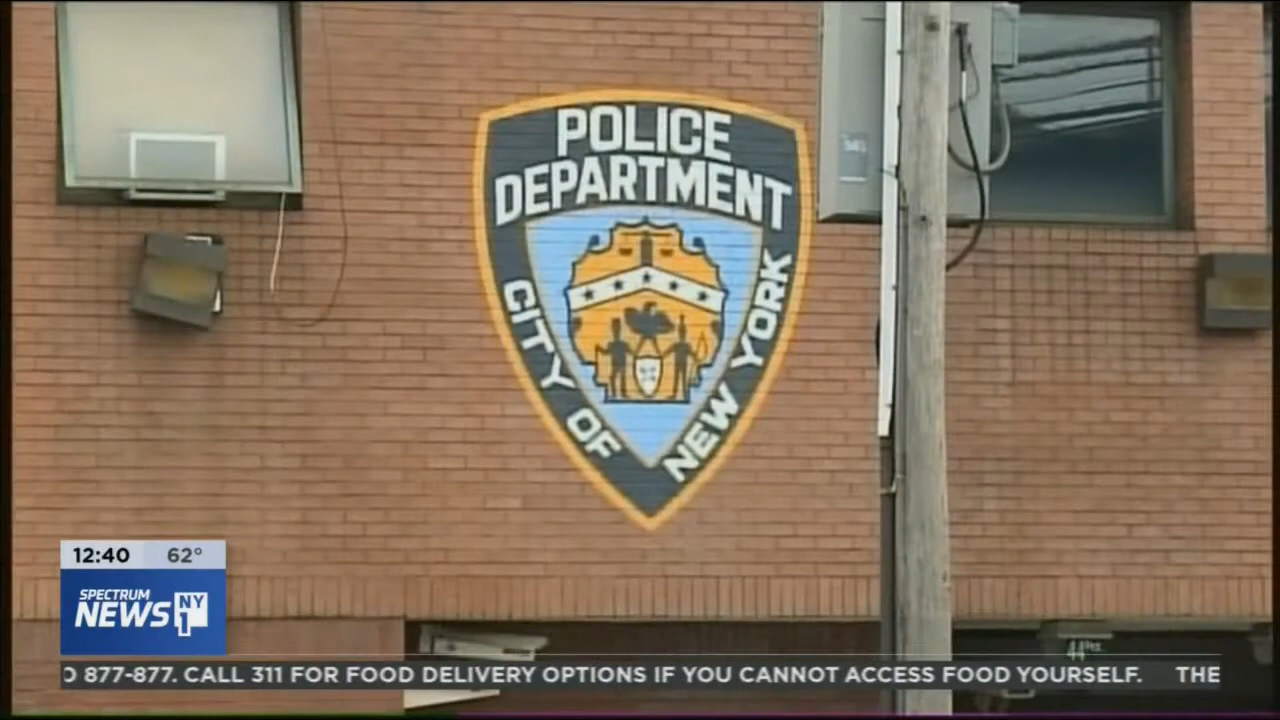 POLICE
DEPARTMENT
CITY OF
NEW YORK
12:40 62°
SPECTRUM
NEWS NY
1
877-877. CALL 311 FOR FOOD DELIVERY OPTIONS IF YOU CANNOT ACCESS FOOD YOURSELF. THE